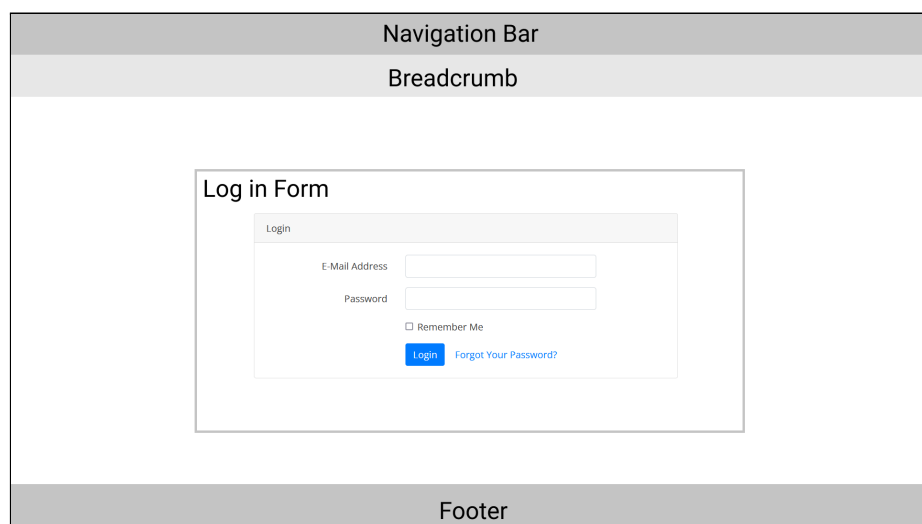 Navigation Bar
Breadcrumb
Log in Form
Login
E-Mail Address
Password
Remember Me
Login Forgot Your Password?
Footer